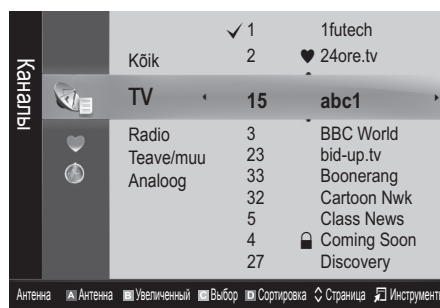 Каналы
✓ 1 1futech
Kõik 2 ♥ 24ore.tv
TV 15 abc1
Radio 3 BBC World
Teave/muu 23 bid-up.tv
Analoog 33 Boonerang
32 Cartoon Nwk
5 Class News
4 Coming Soon
27 Discovery
Антенна A Антенна B Увеличенный C Выбор D Сортировка Страница Инструмент